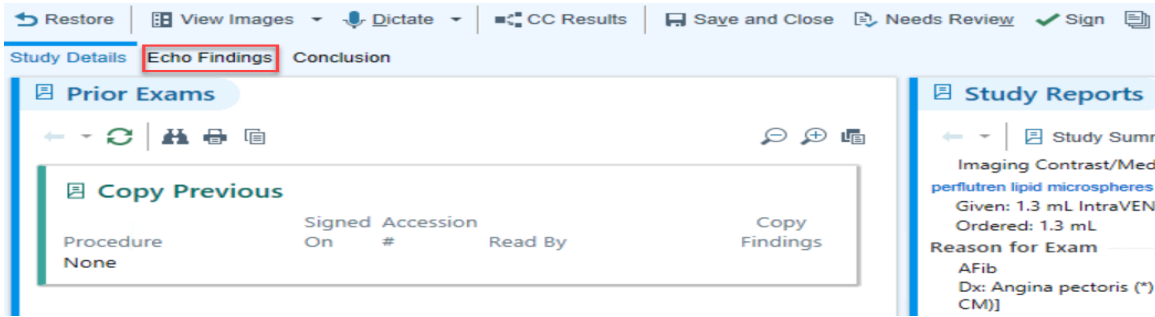 Restore View Images Dictate CC Results Save and Close Needs Review Sign
Study Details Echo Findings Conclusion
Prior Exams
Copy Previous
Signed Accession Copy
Procedure On # Read By Findings
None
Study Reports
Study Summ
Imaging Contrast/Med
perflutren lipid microspheres
Given: 1.3 mL IntraVEN
Ordered: 1.3 mL
Reason for Exam
AFib
Dx: Angina pectoris (*)
CM)]